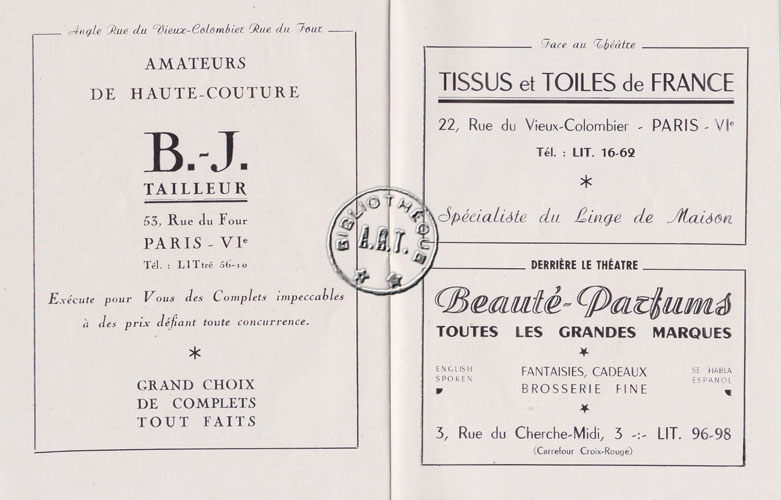 Angle Rue du Vieux-Colombier Rue du Four
AMATEURS
DE HAUTE-COUTURE
B.-J.
TAILLEUR
53, Rue du Four
PARIS - VIe
Tél. : LITtré 56-10
Exécute pour Vous des Complets impeccables
à des prix défiant toute concurrence.
*
GRAND CHOIX
DE COMPLETS
TOUT FAITS
BIBLIOTHÈQUE
A.R.T.
Face au Théâtre
TISSUS et TOILES de FRANCE
22, Rue du Vieux-Colombier - PARIS - VIe
Tél. : LIT. 16-62
*
Spécialiste du Linge de Maison
DERRIÈRE LE THÉATRE
Beauté-Parfums
TOUTES LES GRANDES MARQUES
ENGLISH
SPOKEN
FANTAISIES, CADEAUX
BROSSERIE FINE
SE HABLA
ESPANOL
3, Rue du Cherche-Midi, 3 -:- LIT. 96-98
(Carrefour Croix-Rouge)